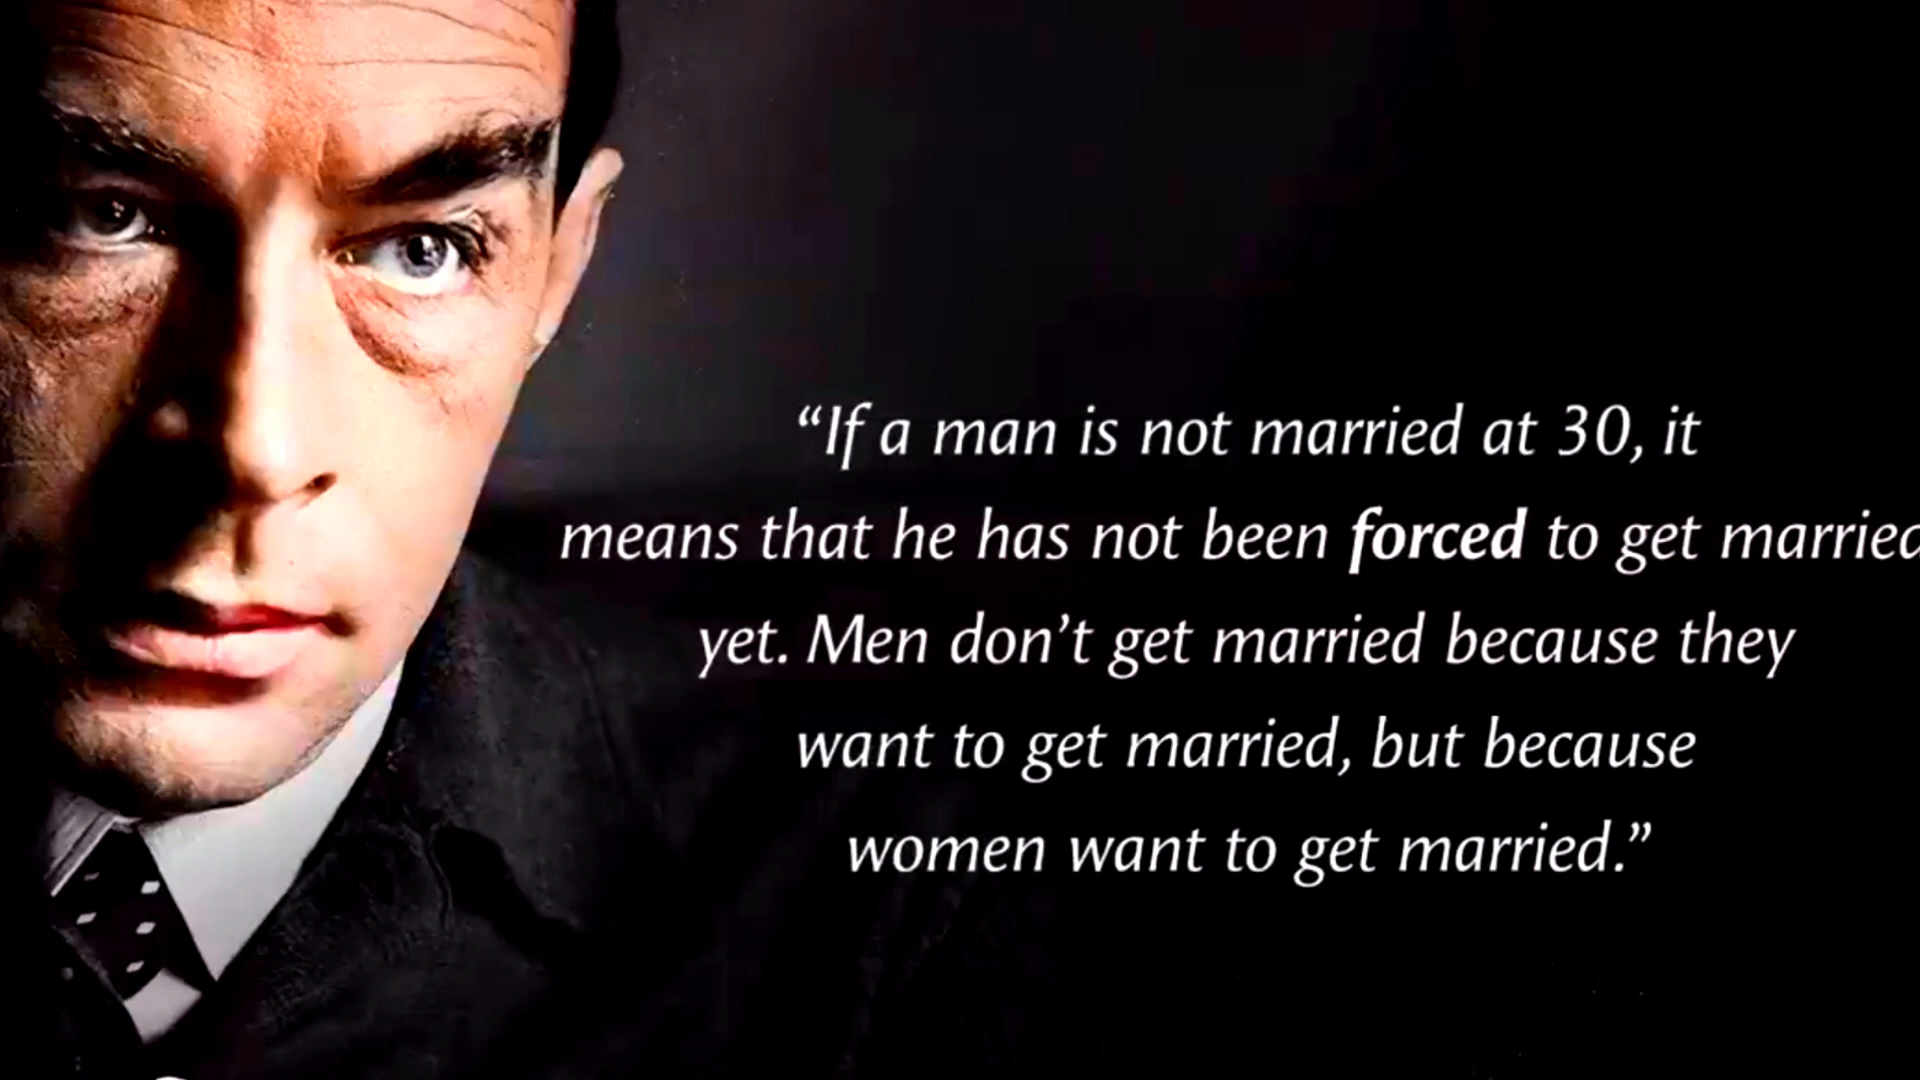 “If a man is not married at 30, it
means that he has not been forced to get married
yet. Men don’t get married because they
want to get married, but because
women want to get married.”